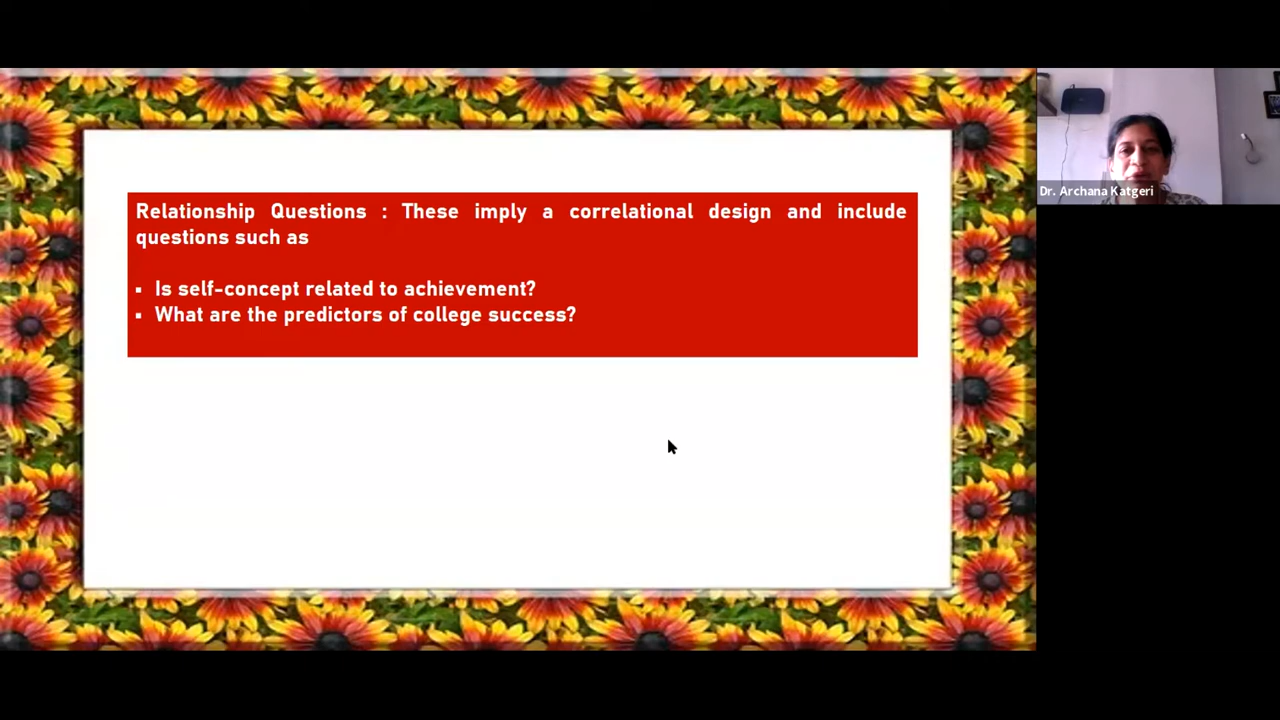 Relationship Questions : These imply a correlational design and include
questions such as
▪ Is self-concept related to achievement?
▪ What are the predictors of college success?
Dr. Archana Katgeri